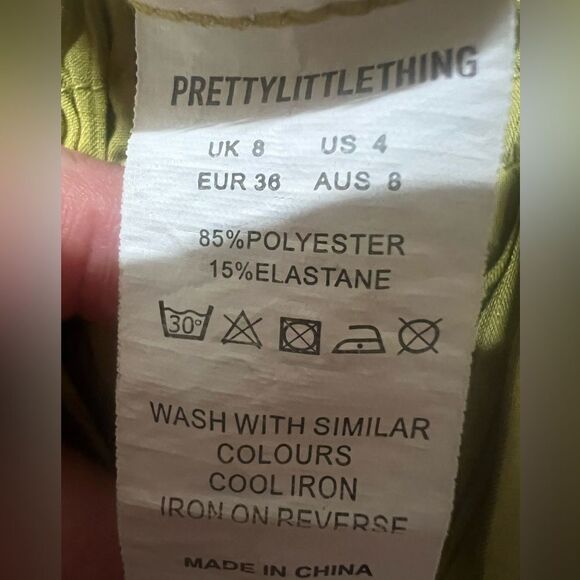 PRETTYLITTLETHING
UK 8 US 4
EUR 36 AUS 8
85%POLYESTER
15%ELASTANE
30°
WASH WITH SIMILAR
COLOURS
COOL IRON
IRON ON REVERSE
MADE IN CHINA